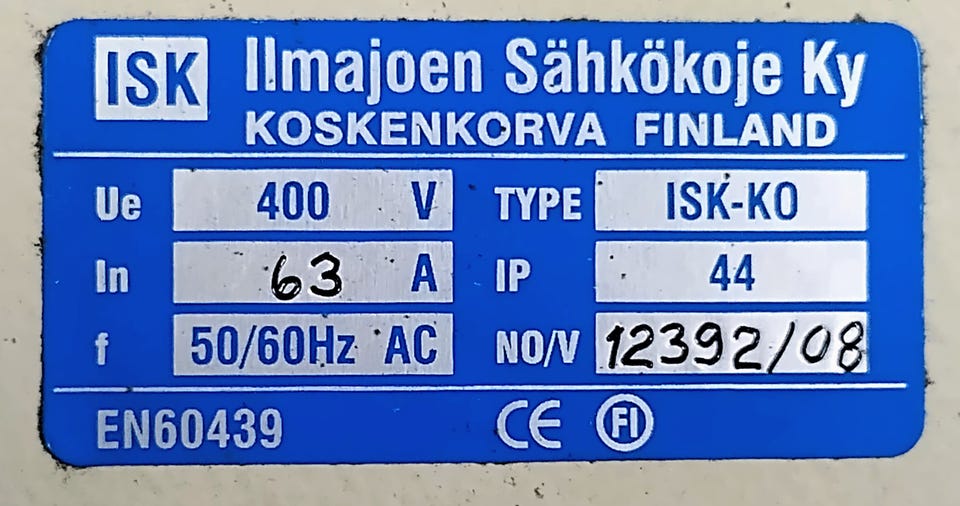 ISK Ilmajoen Sähkökoje Ky
KOSKENKORVA FINLAND
Ue 400 V TYPE ISK-KO
In 63 A IP 44
f 50/60Hz AC NO/V 12392/08
EN60439 CE FI